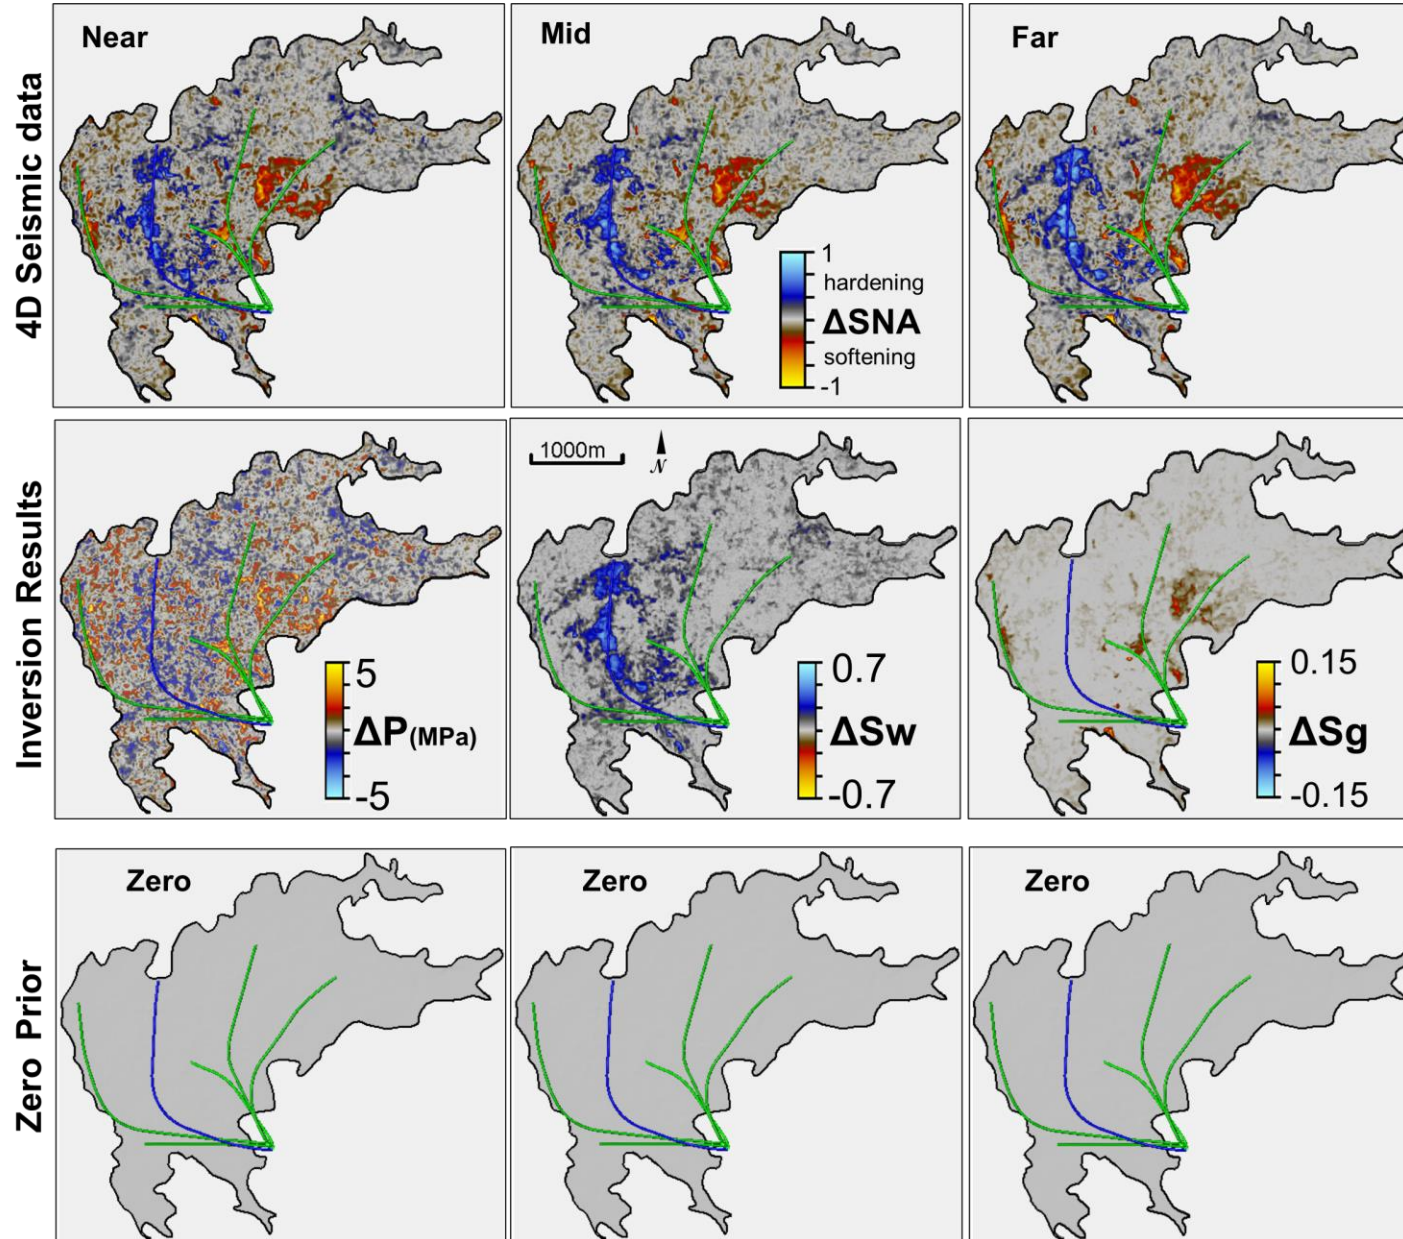 4D Seismic data
Near
Mid
Far
1
hardening
ΔSNA
softening
-1
Inversion Results
5
ΔP(MPa)
-5
1000m
N
0.7
ΔSw
-0.7
0.15
ΔSg
-0.15
Zero Prior
Zero
Zero
Zero